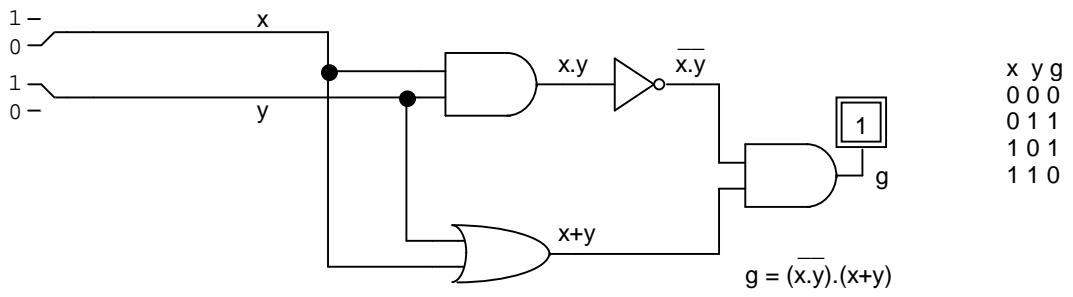 1
0
x
1
0
y
x.y
x̅.̅y̅
x+y
1
g
g = (x̅.̅y̅).(x+y)
x y g
0 0 0
0 1 1
1 0 1
1 1 0